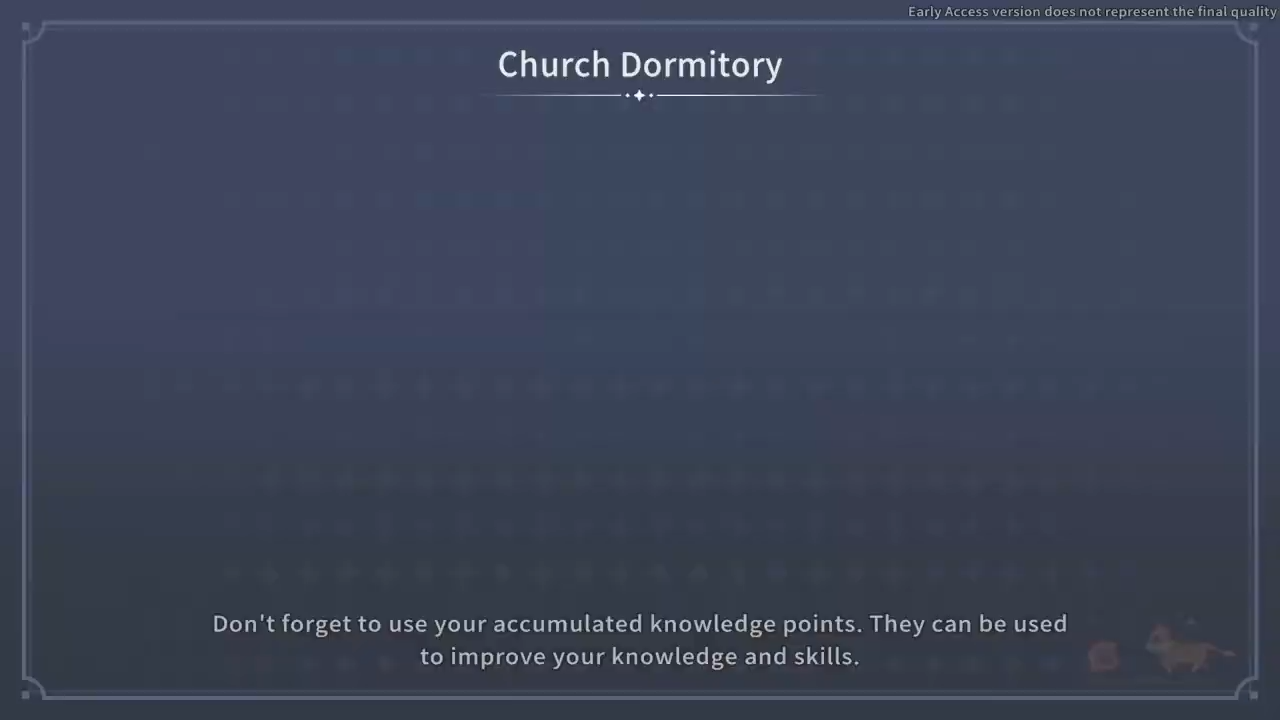 Early Access version does not represent the final quality
Church Dormitory
Don't forget to use your accumulated knowledge points. They can be used
to improve your knowledge and skills.